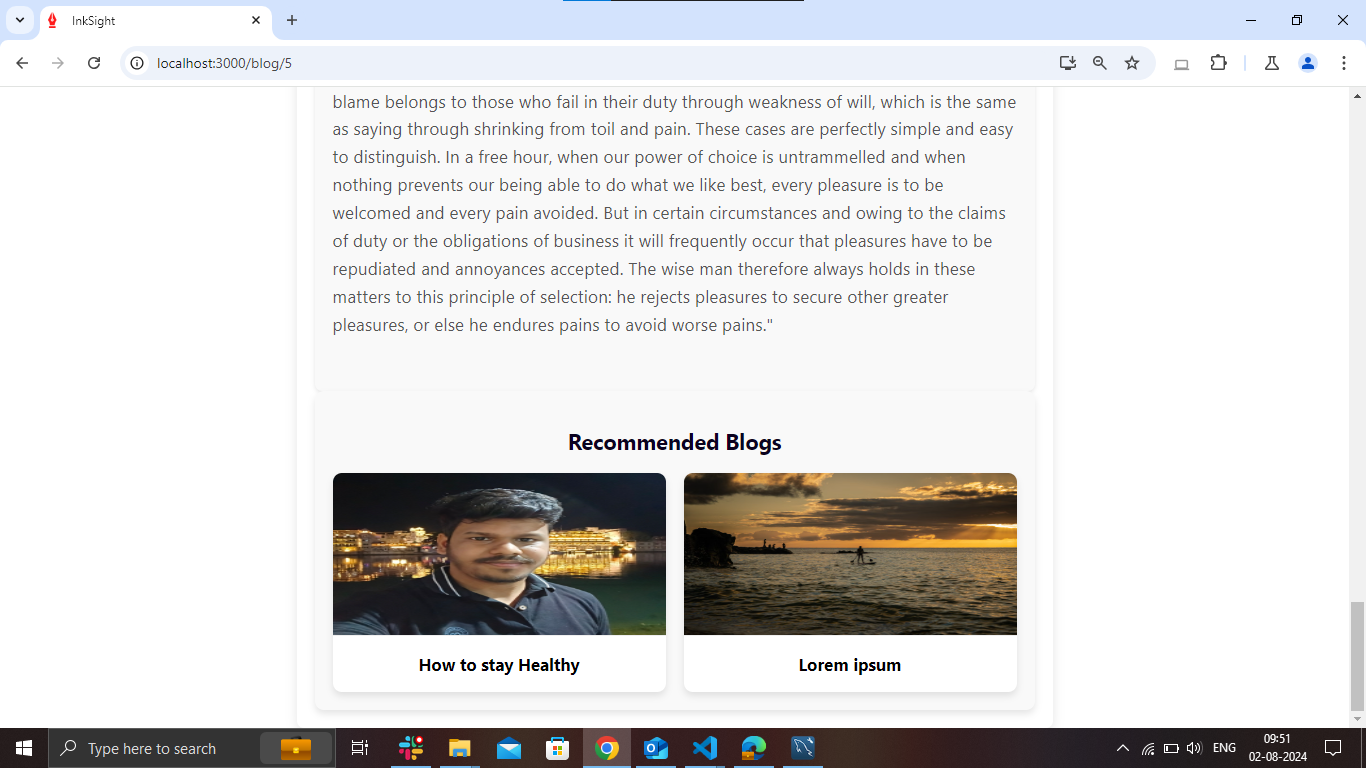 InkSight
localhost:3000/blog/5
blame belongs to those who fail in their duty through weakness of will, which is the same
as saying through shrinking from toil and pain. These cases are perfectly simple and easy
to distinguish. In a free hour, when our power of choice is untrammelled and when
nothing prevents our being able to do what we like best, every pleasure is to be
welcomed and every pain avoided. But in certain circumstances and owing to the claims
of duty or the obligations of business it will frequently occur that pleasures have to be
repudiated and annoyances accepted. The wise man therefore always holds in these
matters to this principle of selection: he rejects pleasures to secure other greater
pleasures, or else he endures pains to avoid worse pains."
Recommended Blogs
How to stay Healthy
Lorem ipsum
Type here to search
ENG
09:51
02-08-2024